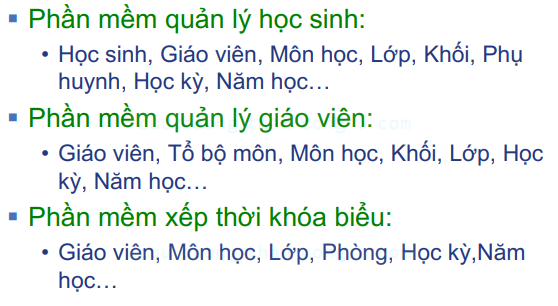 Phần mềm quản lý học sinh:
Học sinh, Giáo viên, Môn học, Lớp, Khối, Phụ
huynh, Học kỳ, Năm học…
Phần mềm quản lý giáo viên:
Giáo viên, Tổ bộ môn, Môn học, Khối, Lớp, Học
kỳ, Năm học…
Phần mềm xếp thời khóa biểu:
Giáo viên, Môn học, Lớp, Phòng, Học kỳ,Năm
học…